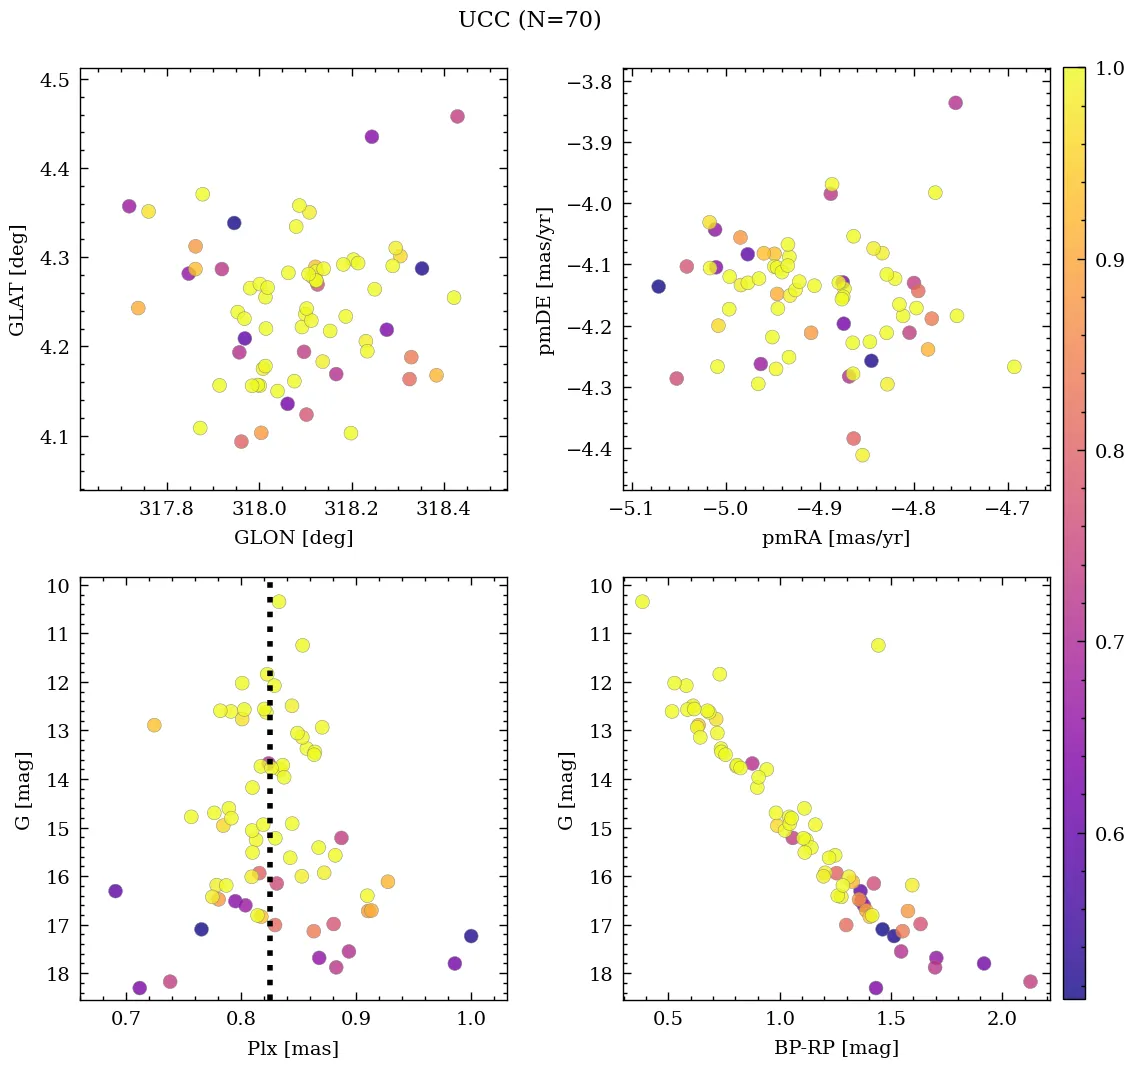 UCC (N=70)
4.5
4.4
4.3
4.2
4.1
GLAT [deg]
317.8 318.0 318.2 318.4
GLON [deg]
−3.8
−3.9
−4.0
−4.1
−4.2
−4.3
−4.4
pmDE [mas/yr]
−5.1 −5.0 −4.9 −4.8 −4.7
pmRA [mas/yr]
1.0
0.9
0.8
0.7
0.6
10
11
12
13
14
15
16
17
18
G [mag]
0.7 0.8 0.9 1.0
Plx [mas]
10
11
12
13
14
15
16
17
18
G [mag]
0.5 1.0 1.5 2.0
BP-RP [mag]